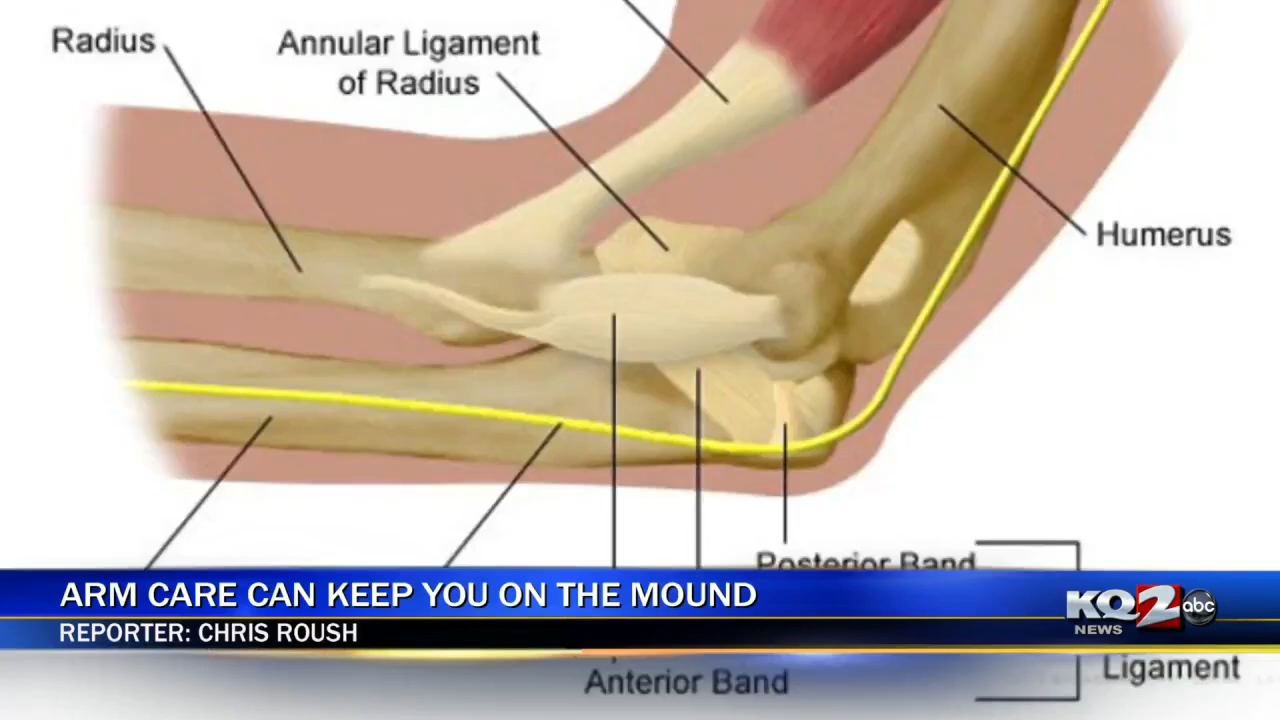 Radius
Annular Ligament
of Radius
Humerus
Posterior Band
ARM CARE CAN KEEP YOU ON THE MOUND
REPORTER: CHRIS ROUSH
KQ2
NEWS
abc
Anterior Band
Ligament